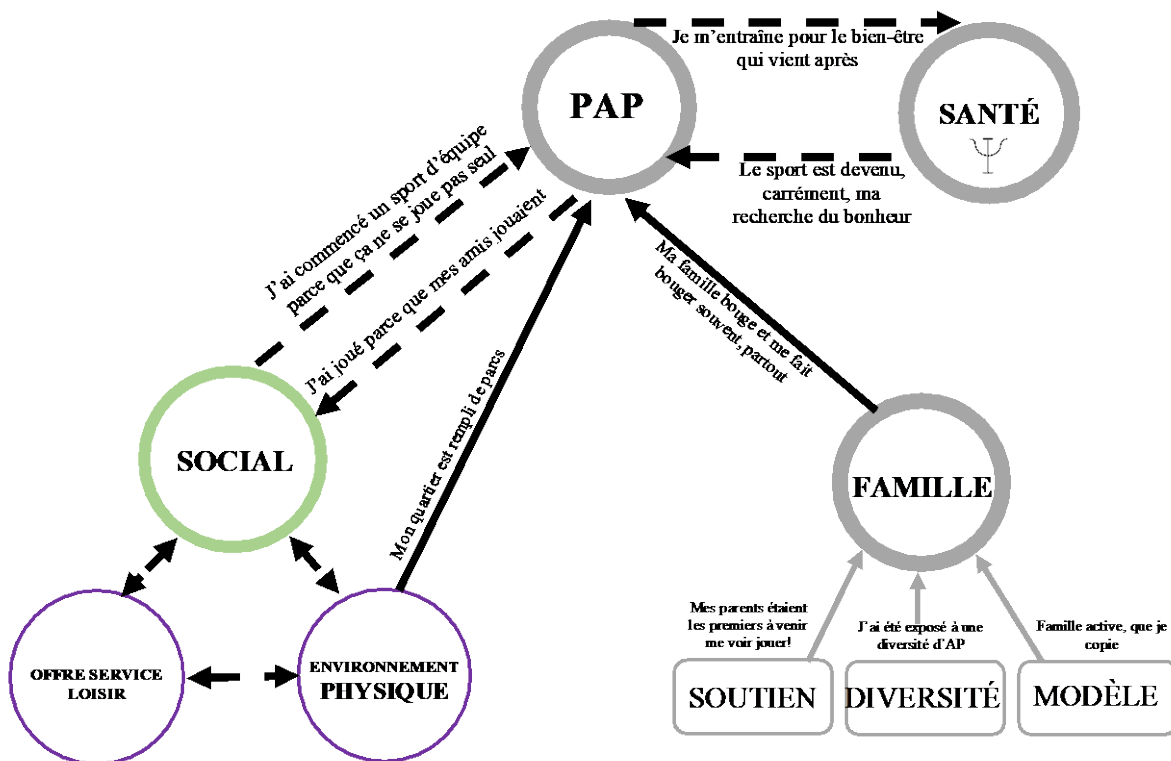 Je m'entraîne pour le bien-être
qui vient après
PAP
SANTÉ
Le sport est devenu,
carrément, ma
recherche du bonheur
J'ai commencé un sport d'équipe
parce que ça ne se joue pas seul
J'ai joué parce que mes amis jouaient
Mon quartier est rempli de parcs
Ma famille bouge et me fait
bouger souvent, partout
SOCIAL
FAMILLE
OFFRE SERVICE
LOISIR
ENVIRONNEMENT
PHYSIQUE
Mes parents étaient
les premiers à venir
me voir jouer!
J'ai été exposé à une
diversité d'AP
Famille active, que je
copie
SOUTIEN
DIVERSITÉ
MODÈLE